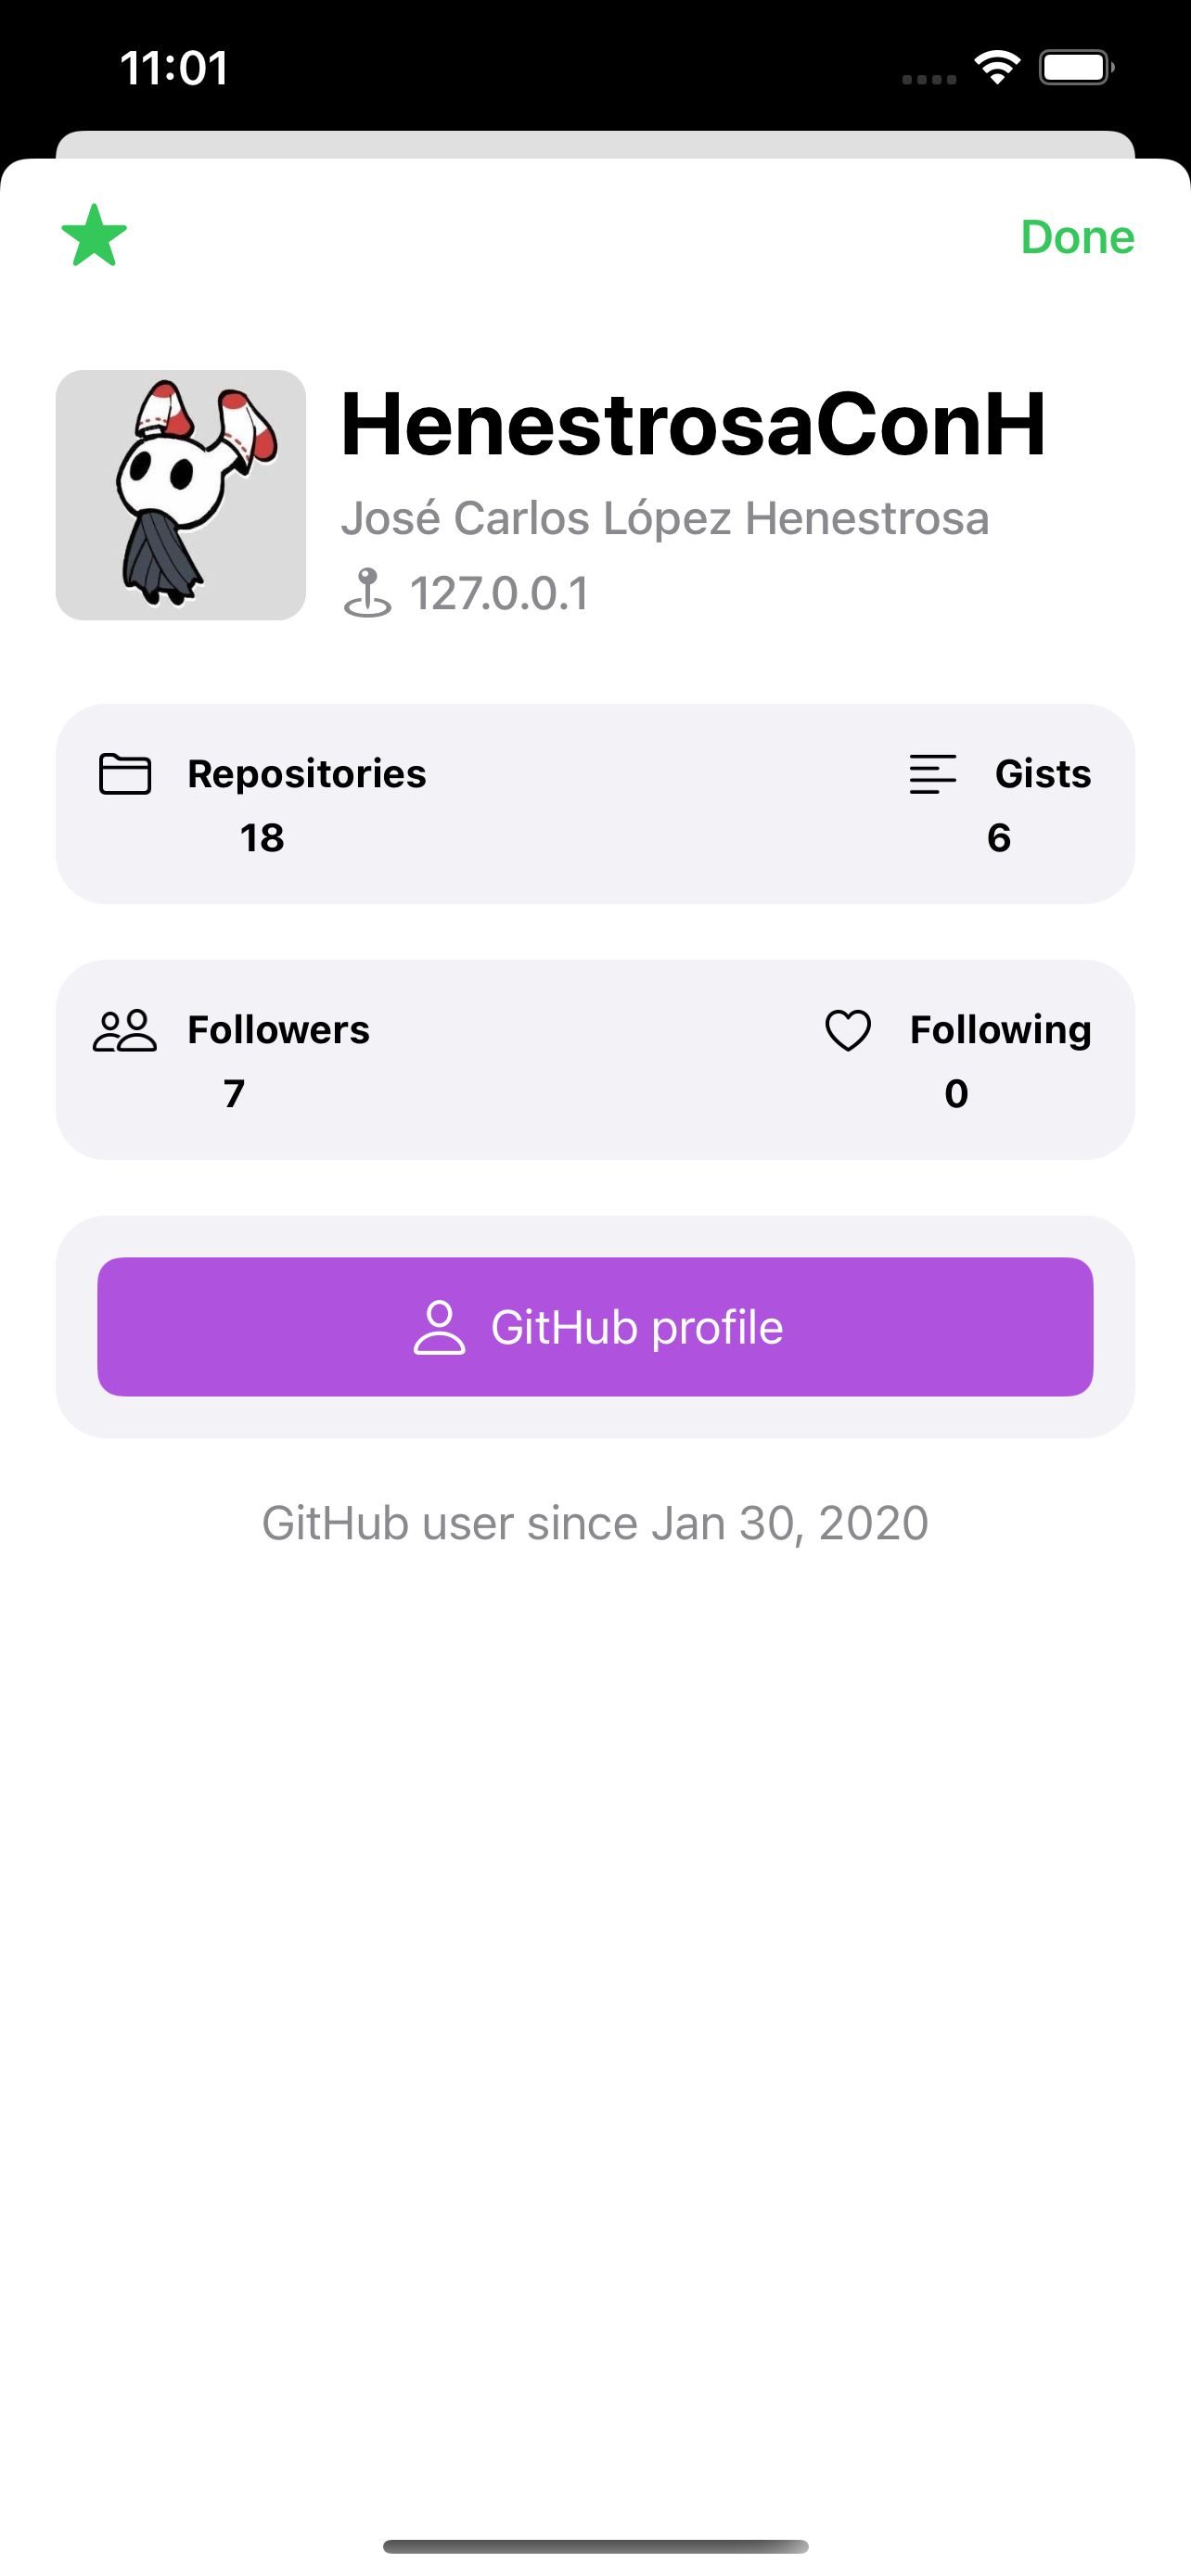 11:01
Done
HenestrosaConH
José Carlos López Henestrosa
127.0.0.1
Repositories
18
Gists
6
Followers
7
Following
0
GitHub profile
GitHub user since Jan 30, 2020